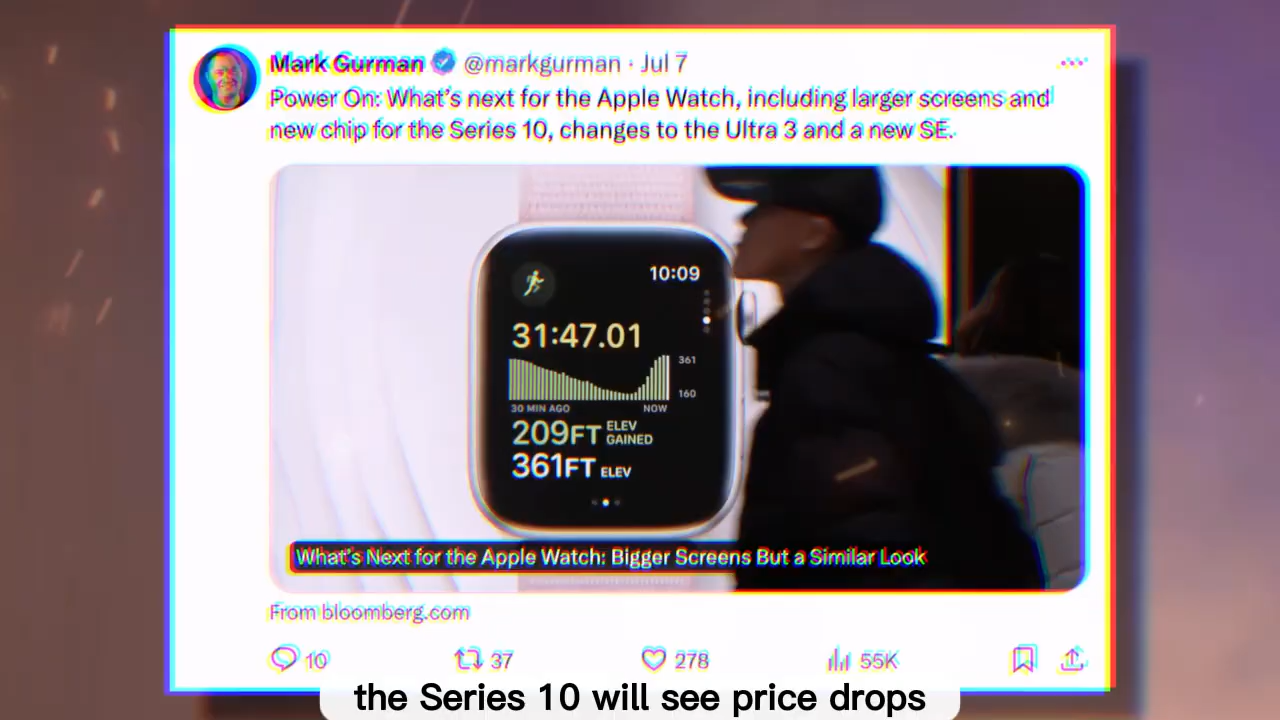 Mark Gurman @markgurman · Jul 7
Power On: What's next for the Apple Watch, including larger screens and
new chip for the Series 10, changes to the Ultra 3 and a new SE.
10:09
31:47.01
361
160
30 MIN AGO NOW
209FT ELEV GAINED
361FT ELEV
What's Next for the Apple Watch: Bigger Screens But a Similar Look
From bloomberg.com
10 37 278 55K
the Series 10 will see price drops